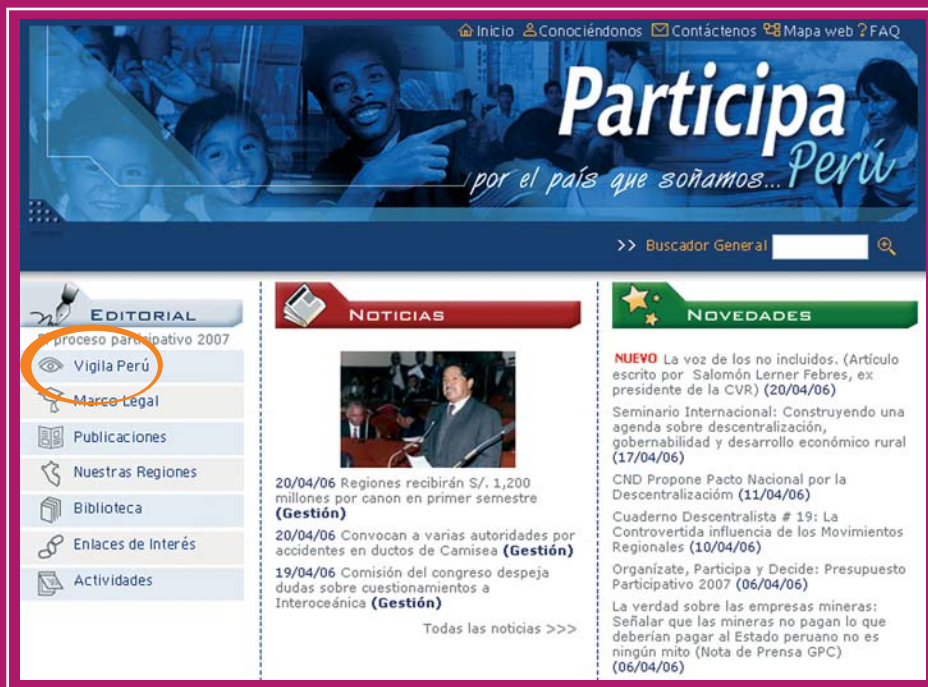 Inicio Conociéndonos Contáctenos Mapa web ? FAQ
Participa
Perú
por el país que soñamos...
>> Buscador General
EDITORIAL
El proceso participativo 2007
Vigila Perú
Marco Legal
Publicaciones
Nuestras Regiones
Biblioteca
Enlaces de Interés
Actividades
NOTICIAS
20/04/06 Regiones recibirán S/. 1,200
millones por canon en primer semestre
(Gestión)
20/04/06 Convocan a varias autoridades por
accidentes en ductos de Camisea (Gestión)
19/04/06 Comisión del congreso despeja
dudas sobre cuestionamientos a
Interoceánica (Gestión)
Todas las noticias >>>
NOVEDADES
NUEVO La voz de los no incluidos. (Artículo
escrito por Salomón Lerner Febres, ex
presidente de la CVR) (20/04/06)
Seminario Internacional: Construyendo una
agenda sobre descentralización,
gobernabilidad y desarrollo económico rural
(17/04/06)
CND Propone Pacto Nacional por la
Descentralizacióm (11/04/06)
Cuaderno Descentralista # 19: La
Controvertida influencia de los Movimientos
Regionales (10/04/06)
Organízate, Participa y Decide: Presupuesto
Participativo 2007 (06/04/06)
La verdad sobre las empresas mineras:
Señalar que las mineras no pagan lo que
deberían pagar al Estado peruano no es
ningún mito (Nota de Prensa GPC)
(06/04/06)